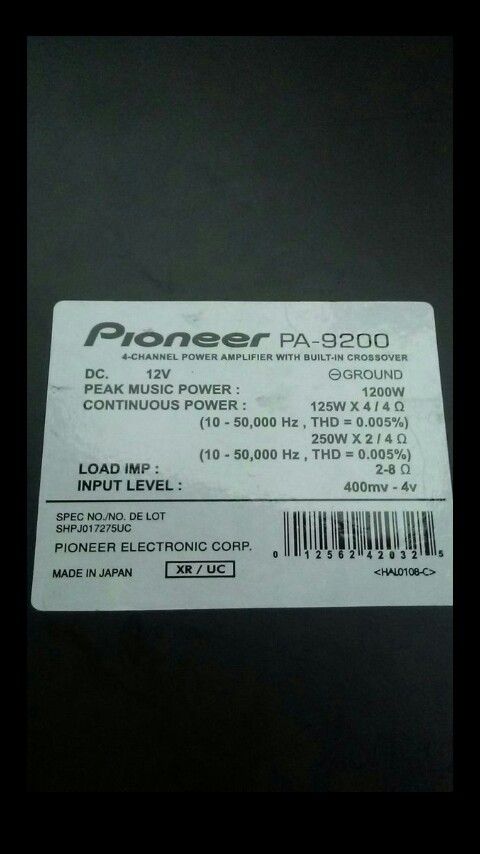 Pioneer PA-9200
4-CHANNEL POWER AMPLIFIER WITH BUILT-IN CROSSOVER
DC. 12V ⊖GROUND
PEAK MUSIC POWER : 1200W
CONTINUOUS POWER : 125W X 4 / 4 Ω
(10 - 50,000 Hz , THD = 0.005%)
250W X 2 / 4 Ω
(10 - 50,000 Hz , THD = 0.005%)
LOAD IMP : 2-8 Ω
INPUT LEVEL : 400mv - 4v
SPEC NO./NO. DE LOT
SHPJ017275UC
PIONEER ELECTRONIC CORP.
0 12562 42032 5
MADE IN JAPAN XR / UC <HAL0108-C>